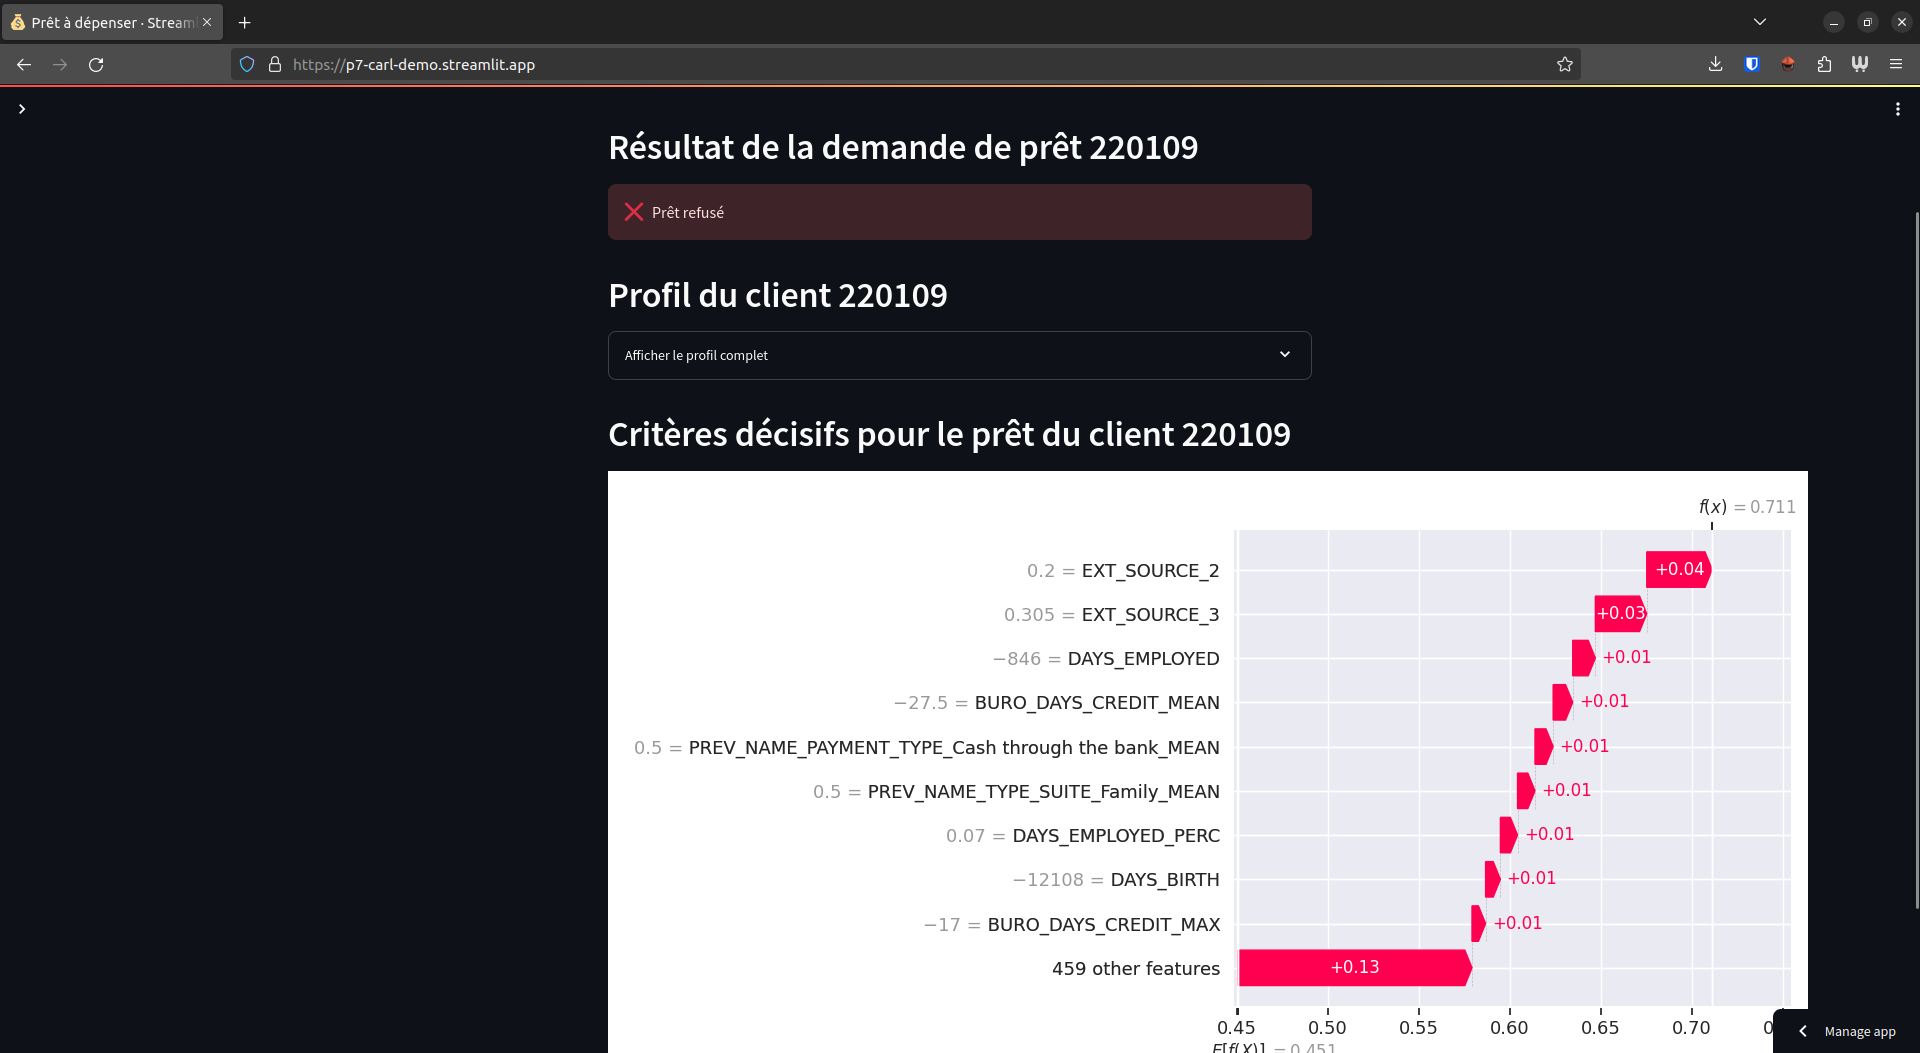 Prêt à dépenser · Stream
https://p7-carl-demo.streamlit.app
Résultat de la demande de prêt 220109
Prêt refusé
Profil du client 220109
Afficher le profil complet
Critères décisifs pour le prêt du client 220109
f(x) = 0.711
0.2 = EXT_SOURCE_2 +0.04
0.305 = EXT_SOURCE_3 +0.03
−846 = DAYS_EMPLOYED +0.01
−27.5 = BURO_DAYS_CREDIT_MEAN +0.01
0.5 = PREV_NAME_PAYMENT_TYPE_Cash through the bank_MEAN +0.01
0.5 = PREV_NAME_TYPE_SUITE_Family_MEAN +0.01
0.07 = DAYS_EMPLOYED_PERC +0.01
−12108 = DAYS_BIRTH +0.01
−17 = BURO_DAYS_CREDIT_MAX +0.01
459 other features +0.13
0.45 0.50 0.55 0.60 0.65 0.70
E[f(X)] = 0.451
Manage app